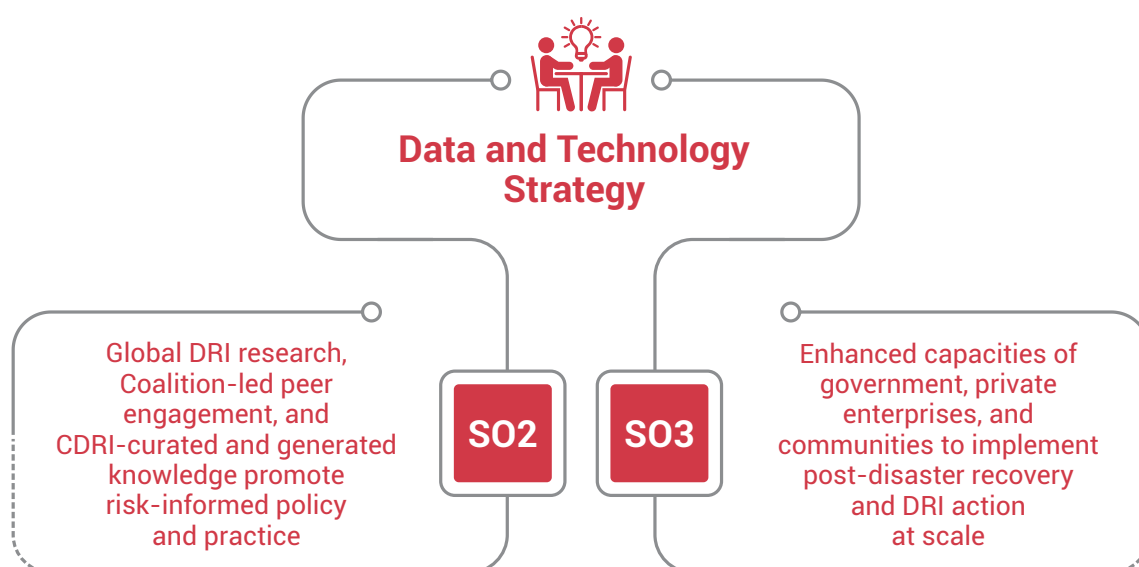 Data and Technology
Strategy
Global DRI research,
Coalition-led peer
engagement, and
CDRI-curated and generated
knowledge promote
risk-informed policy
and practice
SO2
SO3
Enhanced capacities of
government, private
enterprises, and
communities to implement
post-disaster recovery
and DRI action
at scale